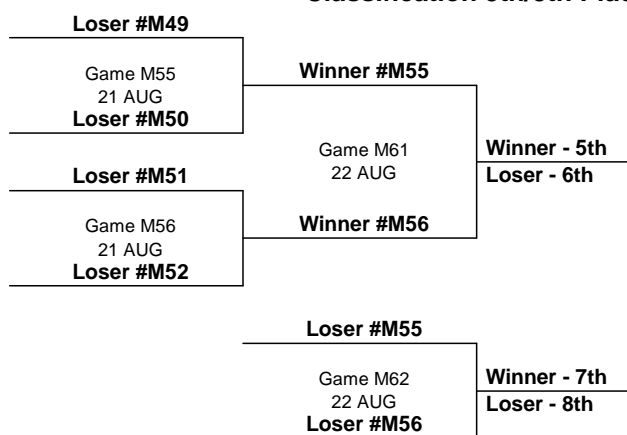 Loser #M49
Game M55
21 AUG
Loser #M50
Winner #M55
Game M61
22 AUG
Winner - 5th
Loser - 6th
Loser #M51
Game M56
21 AUG
Loser #M52
Winner #M56
Loser #M55
Game M62
22 AUG
Loser #M56
Winner - 7th
Loser - 8th